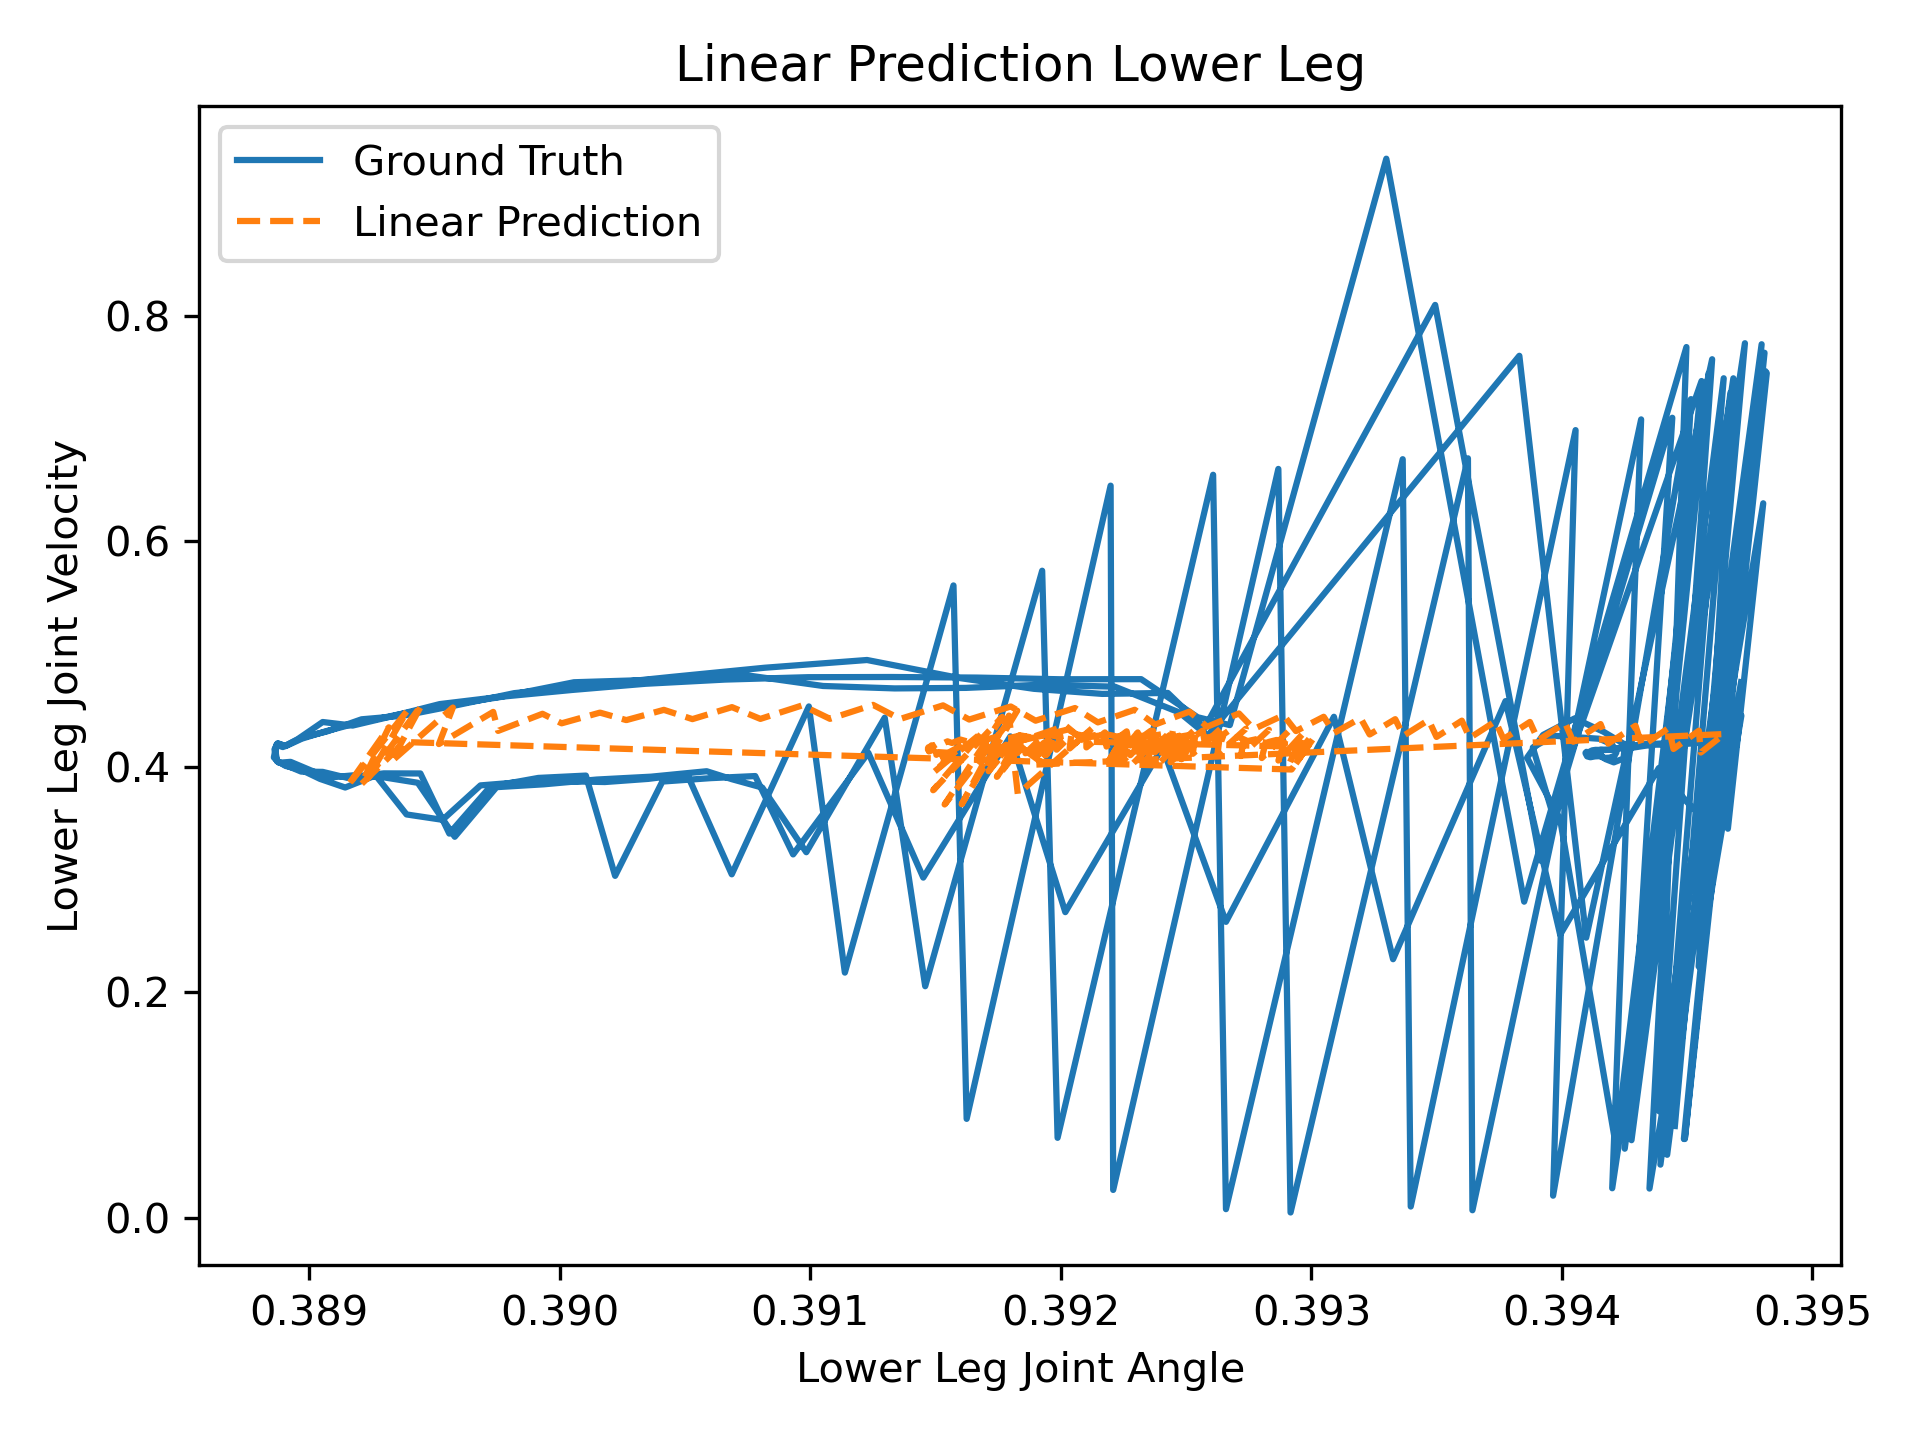 Linear Prediction Lower Leg
Ground Truth
Linear Prediction
Lower Leg Joint Velocity
0.8
0.6
0.4
0.2
0.0
0.389
0.390
0.391
0.392
0.393
0.394
0.395
Lower Leg Joint Angle